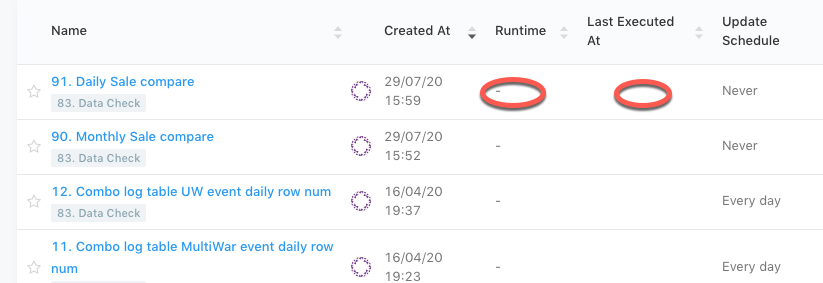 Name
Created At
Runtime
Last Executed
At
Update
Schedule
91. Daily Sale compare
83. Data Check
29/07/20
15:59
-
Never
90. Monthly Sale compare
83. Data Check
29/07/20
15:52
-
Never
12. Combo log table UW event daily row num
83. Data Check
16/04/20
19:37
-
Every day
11. Combo log table MultiWar event daily row
num
16/04/20
19:23
-
Every day